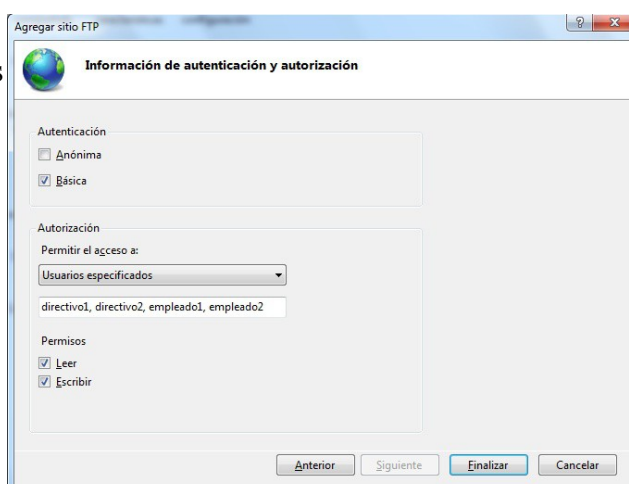 Agregar sitio FTP
Información de autenticación y autorización
s
Autenticación
Anónima
Básica
Autorización
Permitir el acceso a:
Usuarios especificados
directivo1, directivo2, empleado1, empleado2
Permisos
Leer
Escribir
Anterior Siguiente Finalizar Cancelar